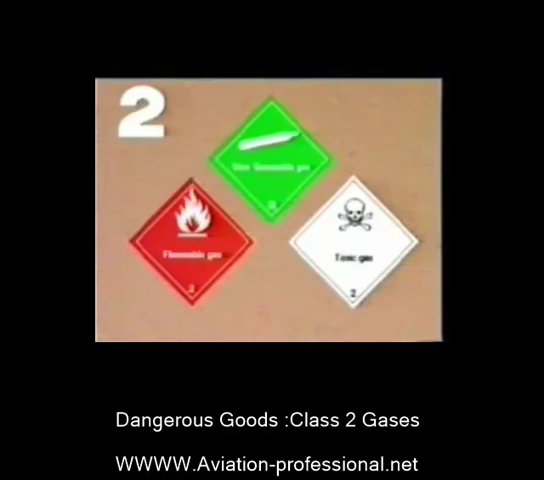 2
Non flammable gas
2
Flammable gas
2
Toxic gas
2
Dangerous Goods :Class 2 Gases
WWWW.Aviation-professional.net